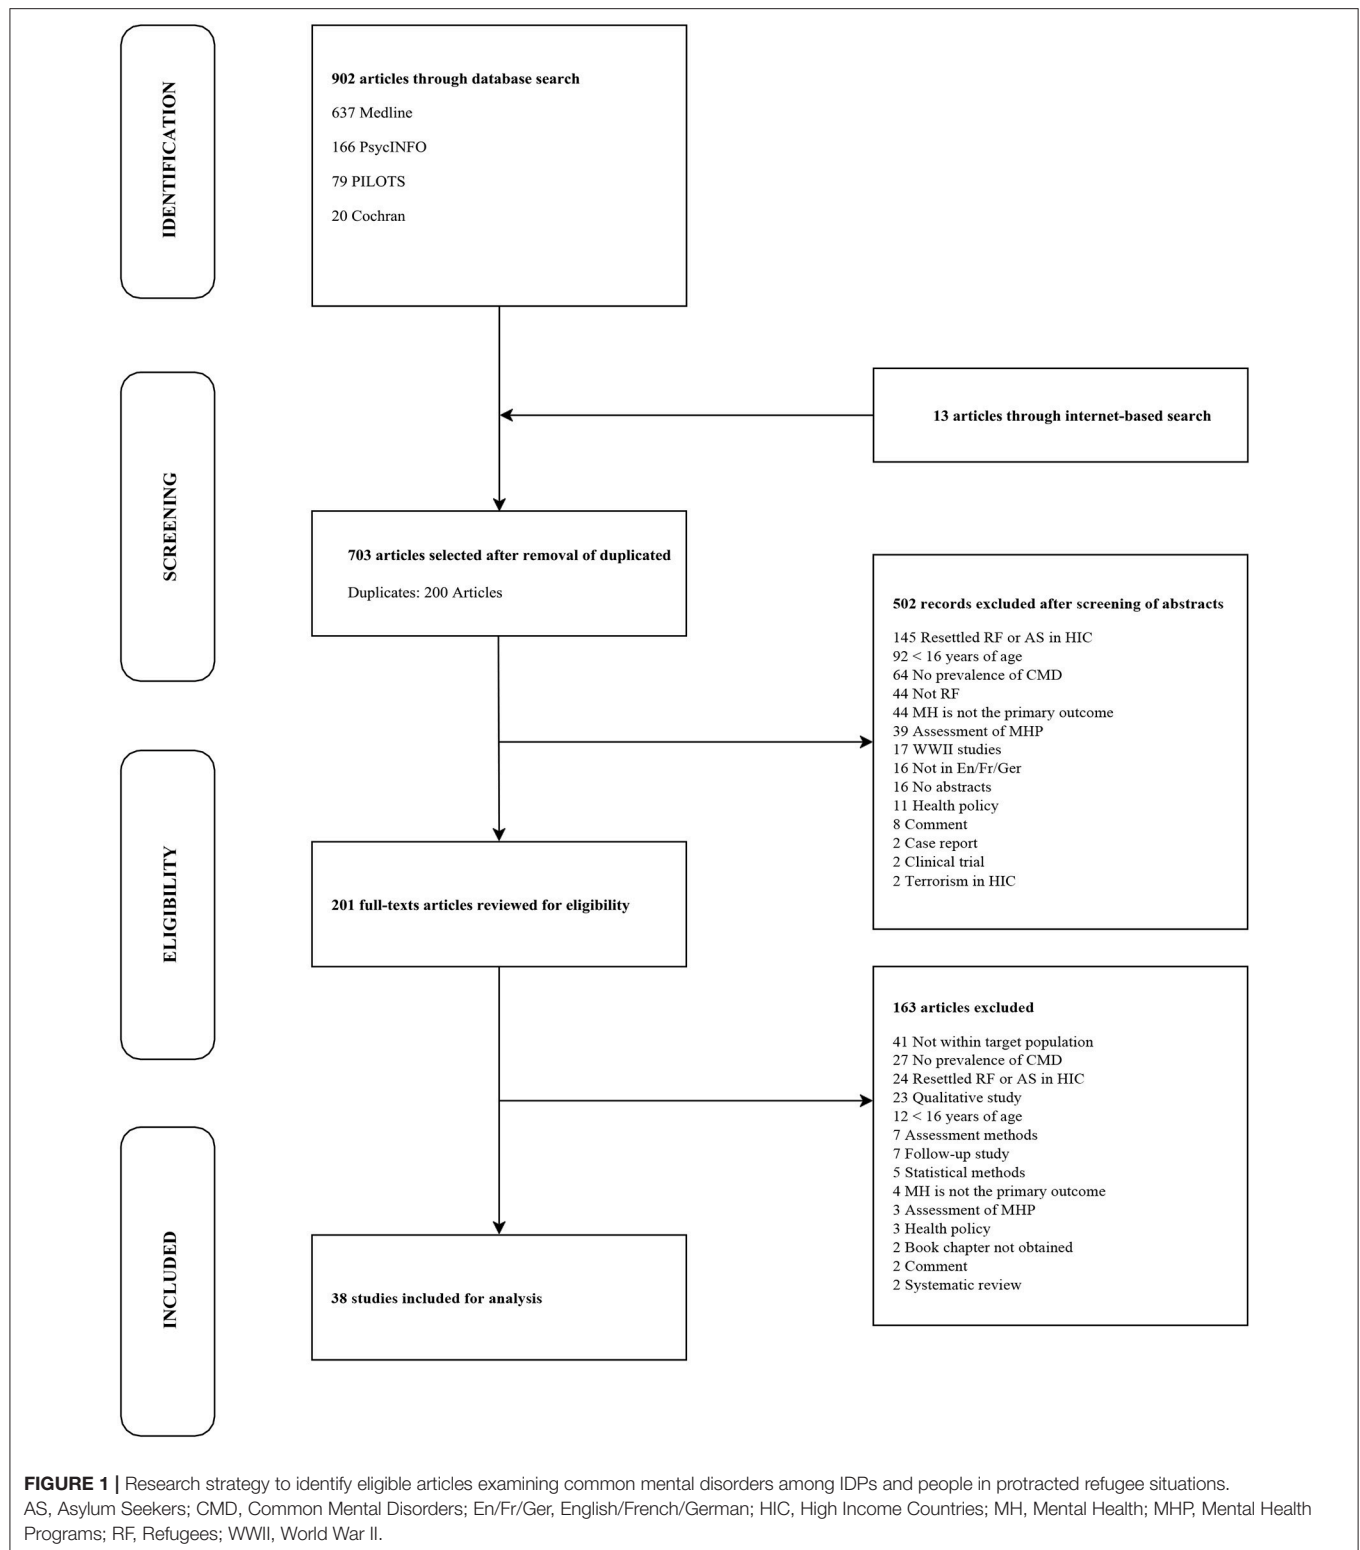 IDENTIFICATION
902 articles through database search
637 Medline
166 PsycINFO
79 PILOTS
20 Cochran
13 articles through internet-based search
SCREENING
703 articles selected after removal of duplicated
Duplicates: 200 Articles
502 records excluded after screening of abstracts
145 Resettled RF or AS in HIC
92 < 16 years of age
64 No prevalence of CMD
44 Not RF
44 MH is not the primary outcome
39 Assessment of MHP
17 WWII studies
16 Not in En/Fr/Ger
16 No abstracts
11 Health policy
8 Comment
2 Case report
2 Clinical trial
2 Terrorism in HIC
ELIGIBILITY
201 full-texts articles reviewed for eligibility
163 articles excluded
41 Not within target population
27 No prevalence of CMD
24 Resettled RF or AS in HIC
23 Qualitative study
12 < 16 years of age
7 Assessment methods
7 Follow-up study
5 Statistical methods
4 MH is not the primary outcome
3 Assessment of MHP
3 Health policy
2 Book chapter not obtained
2 Comment
2 Systematic review
INCLUDED
38 studies included for analysis
FIGURE 1 | Research strategy to identify eligible articles examining common mental disorders among IDPs and people in protracted refugee situations.
AS, Asylum Seekers; CMD, Common Mental Disorders; En/Fr/Ger, English/French/German; HIC, High Income Countries; MH, Mental Health; MHP, Mental Health
Programs; RF, Refugees; WWII, World War II.